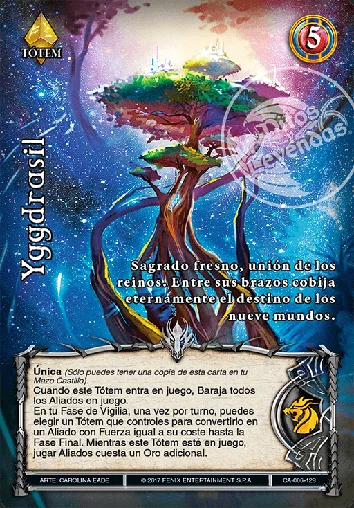 TÓTEM
5
Mitos
Leyendas
Yggdrasil
Sagrado fresno, unión de los
reinos. Entre sus brazos cobija
eternamente el destino de los
nueve mundos.
Única (Sólo puedes tener una copia de esta carta en tu
Mazo Castillo).
Cuando este Tótem entra en juego, Baraja todos
los Aliados en juego.
En tu Fase de Vigilia, una vez por turno, puedes
elegir un Tótem que controles para convertirlo en
un Aliado con Fuerza igual a su coste hasta la
Fase Final. Mientras este Tótem esté en juego,
jugar Aliados cuesta un Oro adicional.
ARTE: CAROLINA EADE
© 2017 FENIX ENTERTAINMENT S.P.A.